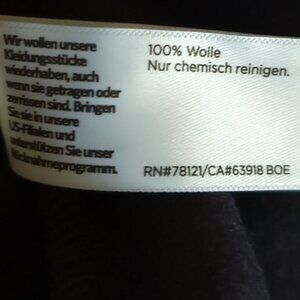 Wir wollen unsere
Kleidungsstücke
wiederhaben, auch
wenn sie getragen oder
zerrissen sind. Bringen
Sie sie in unsere
US-Filialen und
unterstützen Sie unser
Rücknahmeprogramm.
100% Wolle
Nur chemisch reinigen.
RN#78121/CA#63918 BOE